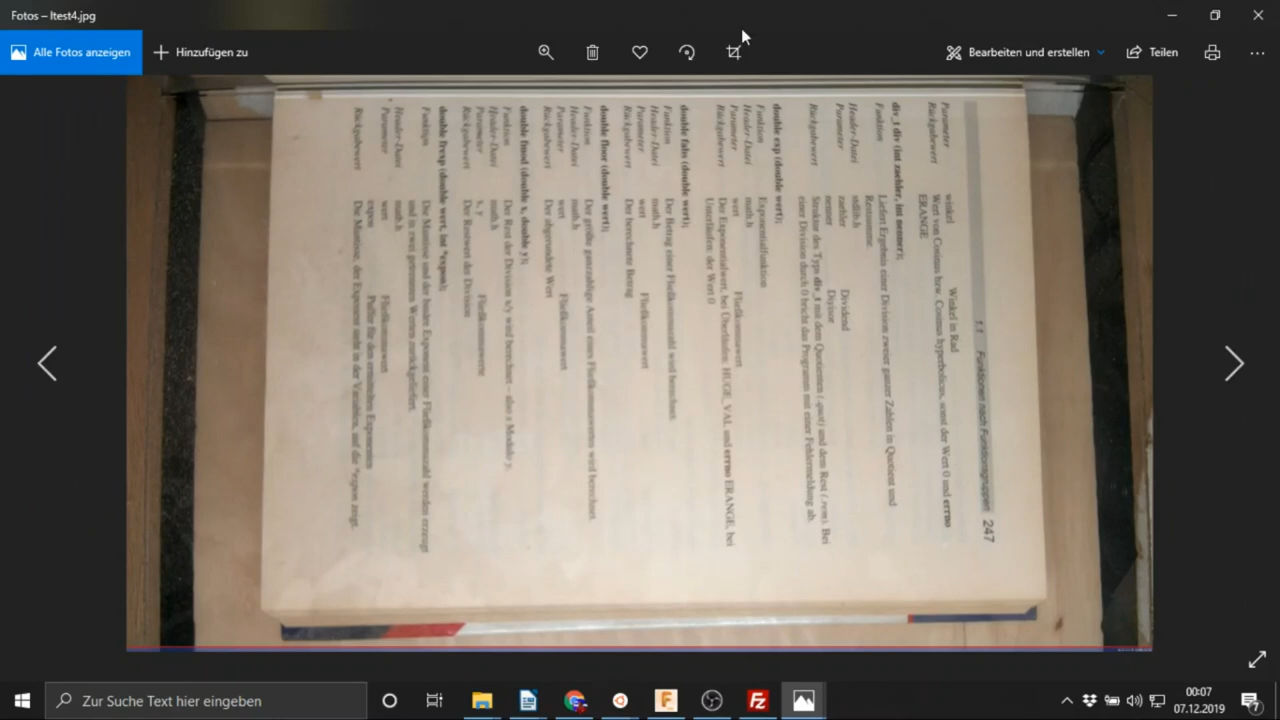 Fotos – ltest4.jpg
Alle Fotos anzeigen
Hinzufügen zu
Bearbeiten und erstellen
Teilen
1.1 Funktionen nach Funktionsgruppen 247
Parameter winkel Winkel in Rad
Rückgabewert Wert von Cosinus bzw. Cosinus hyperbolicus, sonst der Wert 0 und errno
ERANGE
div_t div (int zaehler, int nenner);
Funktion Liefert Ergebnis einer Division zweier ganzer Zahlen in Quotient und
Restsumme.
Header-Datei stdlib.h
Parameter zaehler Dividend
nenner Divisor
Rückgabewert Struktur des Typs div_t mit dem Quotienten (.quot) und dem Rest (.rem). Bei
einer Division durch 0 bricht das Programm mit einer Fehlermeldung ab.
double exp (double wert);
Funktion Exponentialfunktion
Header-Datei math.h
Parameter wert Fließkommawert
Rückgabewert Der Exponentialwert, bei Überläufen: HUGE_VAL und errno ERANGE, bei
Unterläufen: der Wert 0
double fabs (double wert);
Funktion Der Betrag einer Fließkommazahl wird berechnet.
Header-Datei math.h
Parameter wert Fließkommawert
Rückgabewert Der berechnete Betrag
double floor (double wert);
Funktion Der größte ganzzahlige Anteil eines Fließkommawertes wird berechnet.
Header-Datei math.h
Parameter wert Fließkommawert
Rückgabewert Der abgerundete Wert
double fmod (double x, double y);
Funktion Der Rest der Division x/y wird berechnet - also x Modulo y.
Header-Datei math.h
Parameter x, y Fließkommawerte
Rückgabewert Der Restwert der Division
double frexp (double wert, int *expon);
Funktion Die Mantisse und der binäre Exponent einer Fließkommazahl werden erzeugt
und in zwei getrennten Werten zurückgeliefert.
Header-Datei math.h
Parameter wert Fließkommawert
expon Puffer für den ermittelten Exponenten
Rückgabewert Die Mantisse, der Exponent steht in der Variablen, auf die *expon zeigt.
Zur Suche Text hier eingeben
00:07
07.12.2019
7